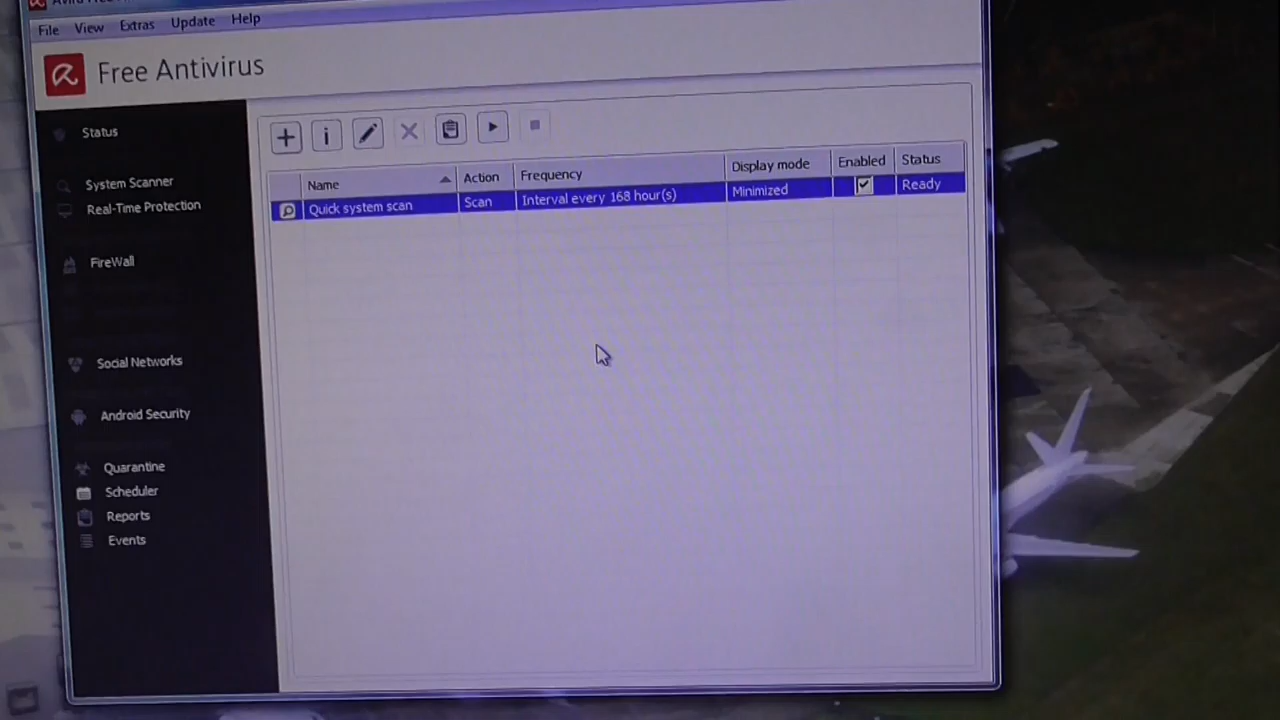 File View Extras Update Help
Free Antivirus
Status
System Scanner
Real-Time Protection
FireWall
Social Networks
Android Security
Quarantine
Scheduler
Reports
Events
Name Action Frequency Display mode Enabled Status
Quick system scan Scan Interval every 168 hour(s) Minimized Ready